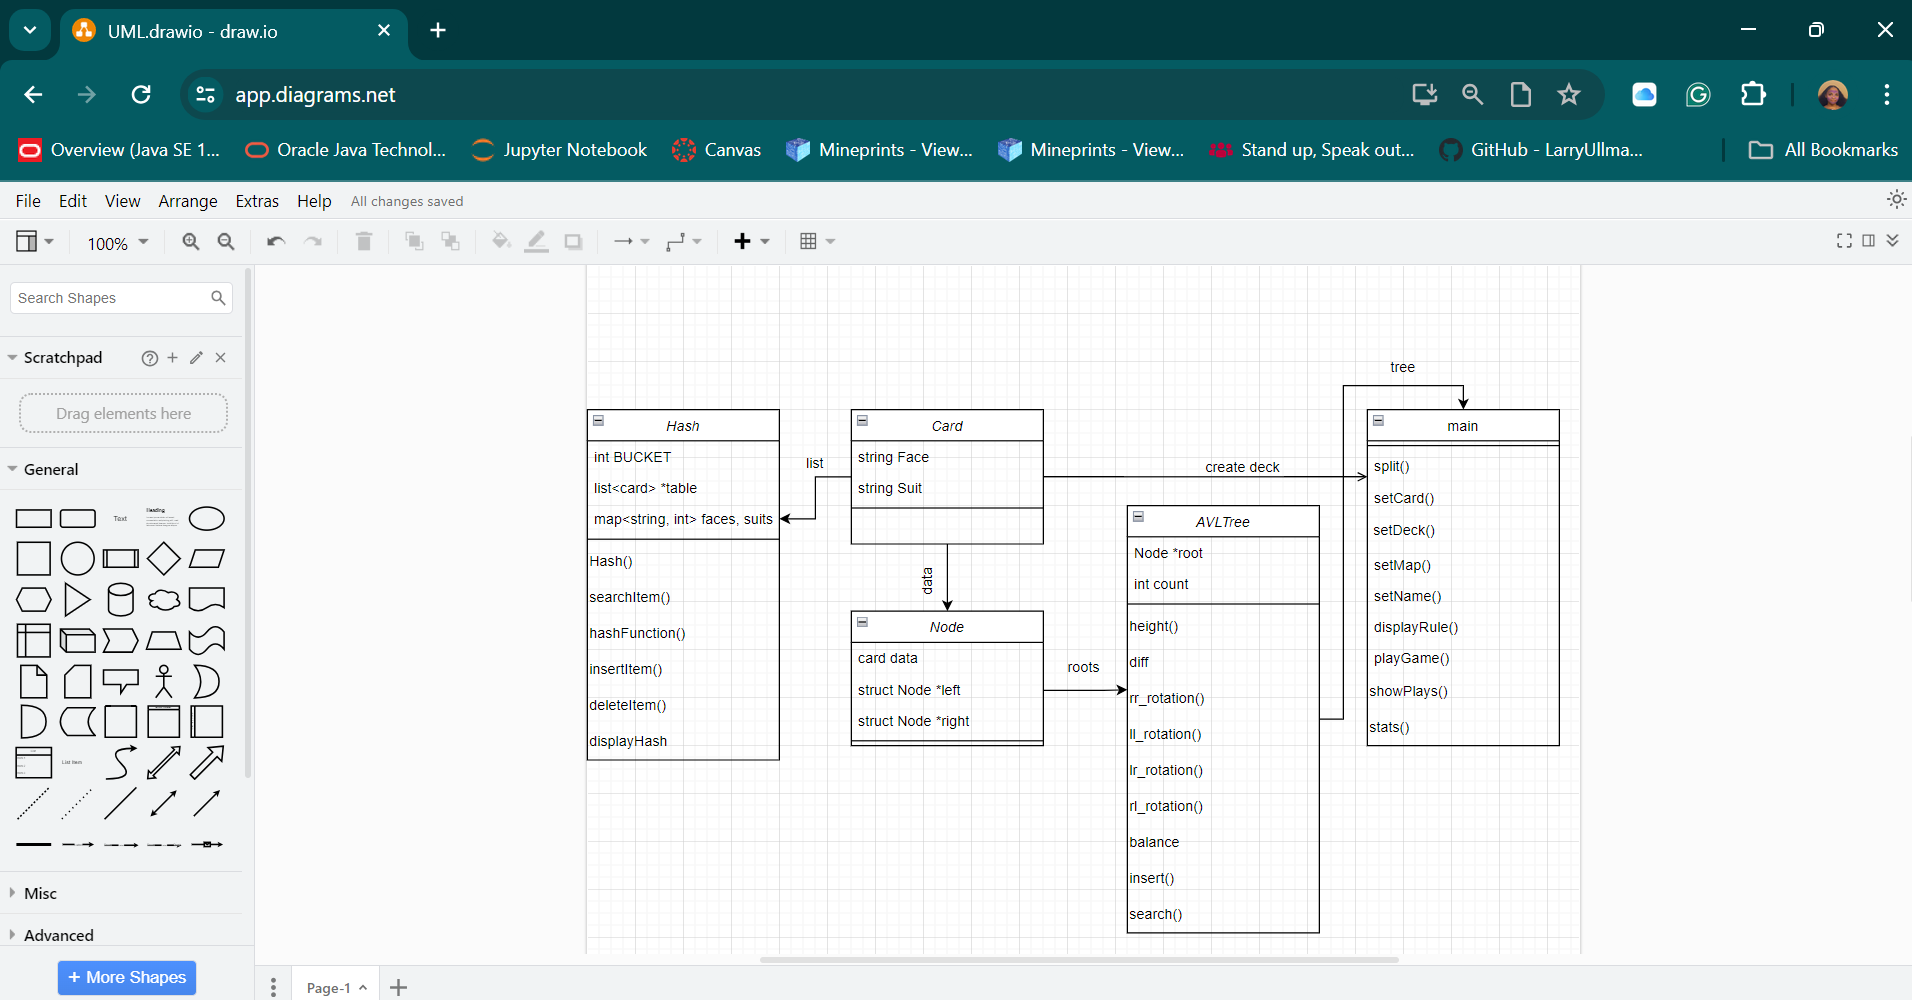 UML.drawio - draw.io
app.diagrams.net
Overview (Java SE 1...
Oracle Java Technol...
Jupyter Notebook
Canvas
Mineprints - View...
Mineprints - View...
Stand up, Speak out...
GitHub - LarryUllma...
All Bookmarks
File
Edit
View
Arrange
Extras
Help
All changes saved
100%
Search Shapes
Scratchpad
Drag elements here
General
Text
Heading
List Item
Misc
Advanced
+ More Shapes
Page-1
Hash
int BUCKET
list<card> *table
map<string, int> faces, suits
Hash()
searchItem()
hashFunction()
insertItem()
deleteItem()
displayHash
list
Card
string Face
string Suit
data
Node
card data
struct Node *left
struct Node *right
roots
create deck
AVLTree
Node *root
int count
height()
diff
rr_rotation()
ll_rotation()
lr_rotation()
rl_rotation()
balance
insert()
search()
tree
main
split()
setCard()
setDeck()
setMap()
setName()
displayRule()
playGame()
showPlays()
stats()